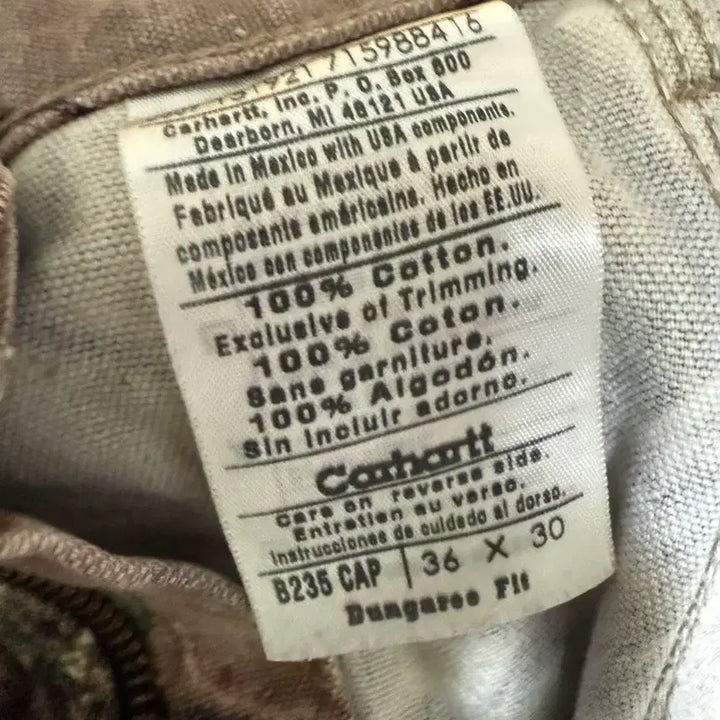 151921715988416
Carhartt, Inc. P. O. Box 600
Dearborn, MI 48121 USA
Made in Mexico with USA components.
Fabriqué au Mexique à partir de
composants américains. Hecho en
México con componentes de los EE.UU.
100% Cotton.
Exclusive of Trimming.
100% Coton.
Sans garniture.
100% Algodón.
Sin incluir adorno.
Carhartt
Care on reverse side.
Entretien au verso.
Instrucciones de cuidado al dorso.
B235 CAP | 36 X 30
Dungaree Fit